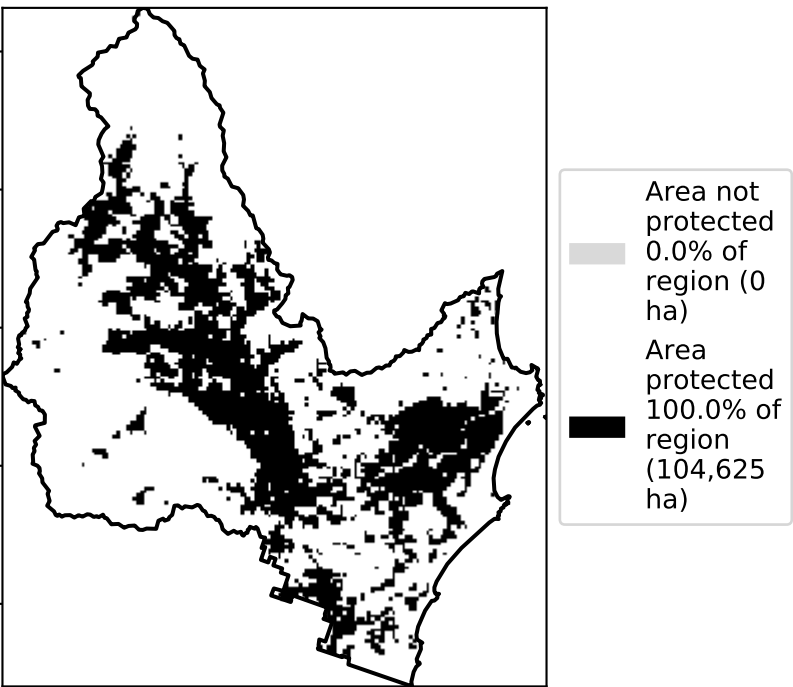 Area not
protected
0.0% of
region (0
ha)
Area
protected
100.0% of
region
(104,625
ha)